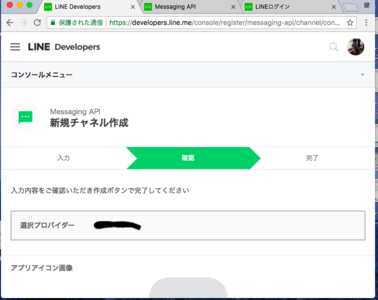 LINE Developers
Messaging API
LINEログイン
健
保護された通信 | https://developers.line.me/console/register/messaging-api/channel/con...
LINE Developers
コンソールメニュー
Messaging API
新規チャネル作成
入力
確認
完了
入力内容をご確認いただき作成ボタンで完了してください
選択プロバイダー
アプリアイコン画像